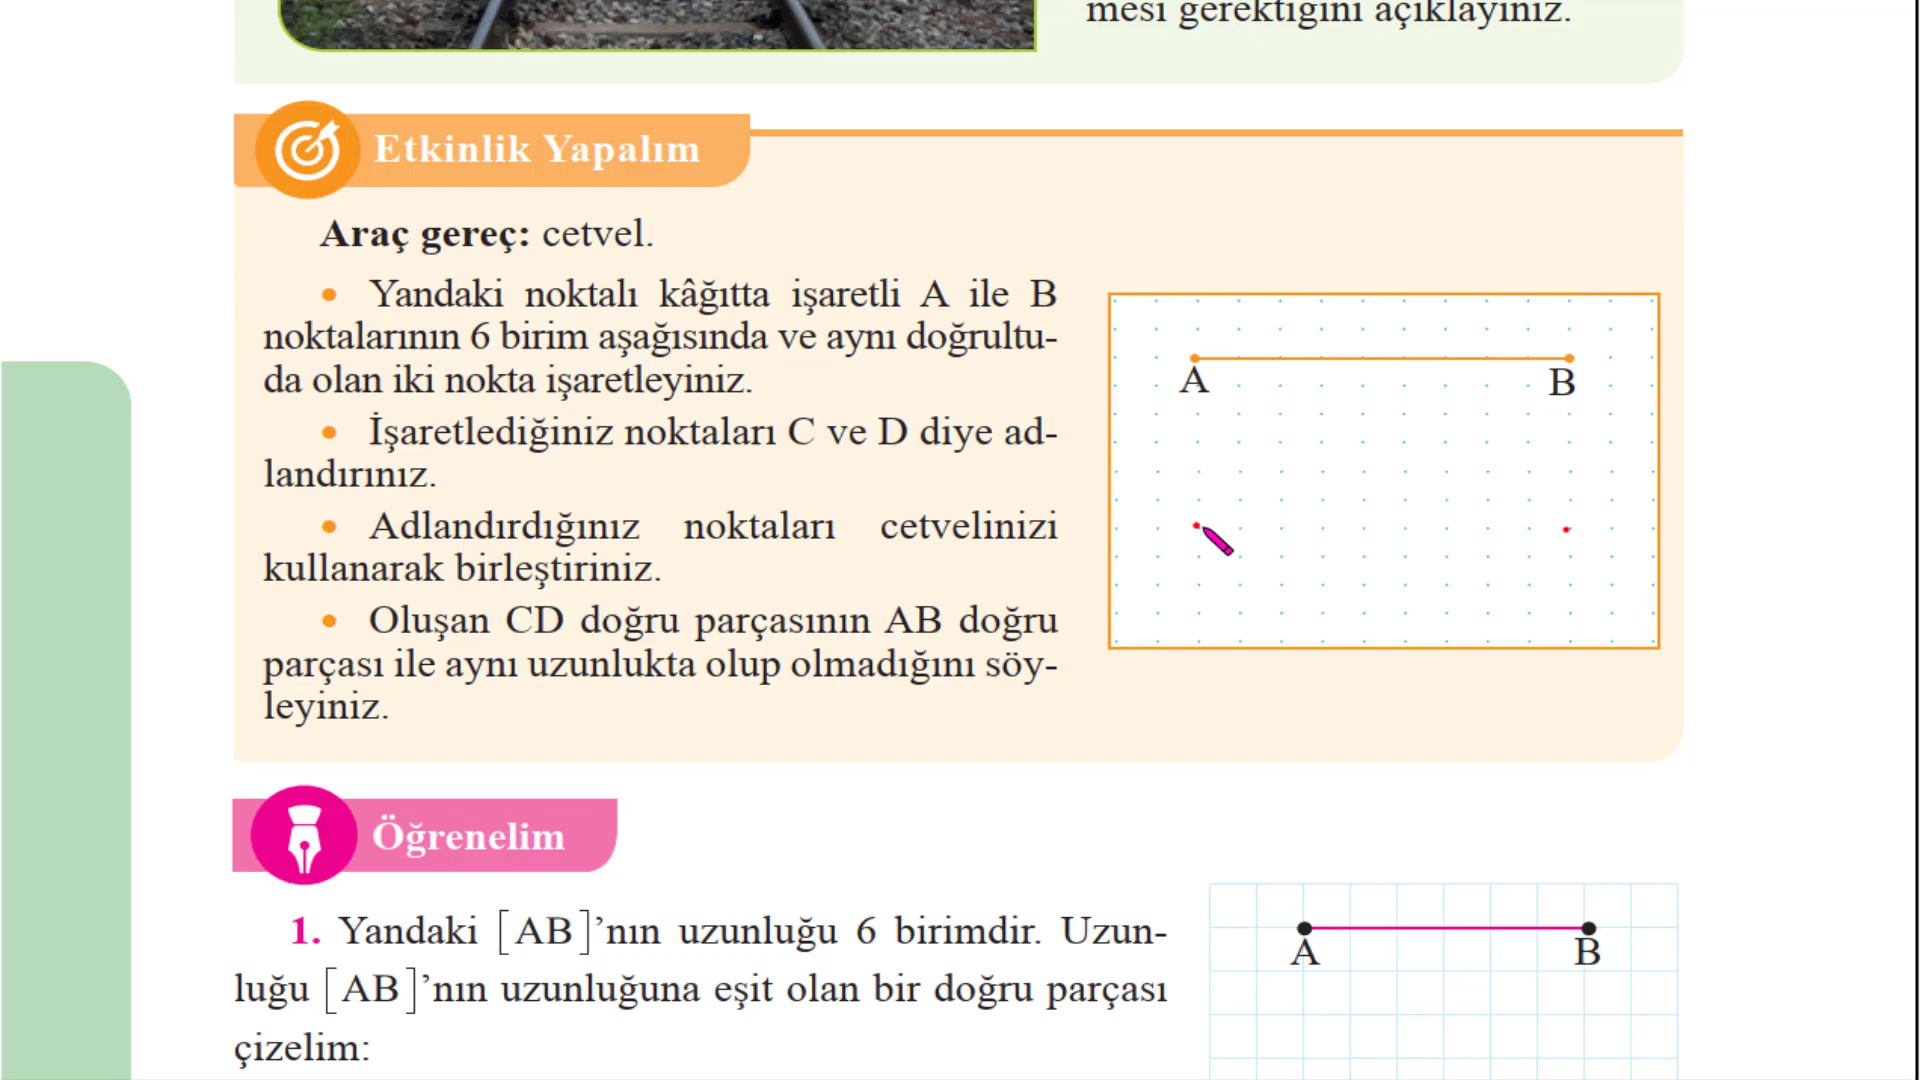 mesi gerektiğini açıklayınız.
Etkinlik Yapalım
Araç gereç: cetvel.
• Yandaki noktalı kâğıtta işaretli A ile B
noktalarının 6 birim aşağısında ve aynı doğrultu-
da olan iki nokta işaretleyiniz.
• İşaretlediğiniz noktaları C ve D diye ad-
landırınız.
• Adlandırdığınız noktaları cetvelinizi
kullanarak birleştiriniz.
• Oluşan CD doğru parçasının AB doğru
parçası ile aynı uzunlukta olup olmadığını söy-
leyiniz.
A B
Öğrenelim
1. Yandaki [AB]’nın uzunluğu 6 birimdir. Uzun-
luğu [AB]’nın uzunluğuna eşit olan bir doğru parçası
çizelim:
A B